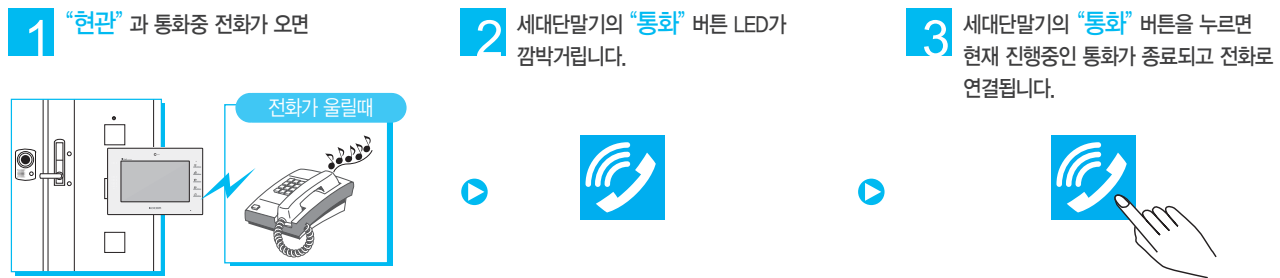 1
“현관” 과 통화중 전화가 오면
전화가 울릴때
2
세대단말기의 “통화” 버튼 LED가
깜박거립니다.
3
세대단말기의 “통화” 버튼을 누르면
현재 진행중인 통화가 종료되고 전화로
연결됩니다.